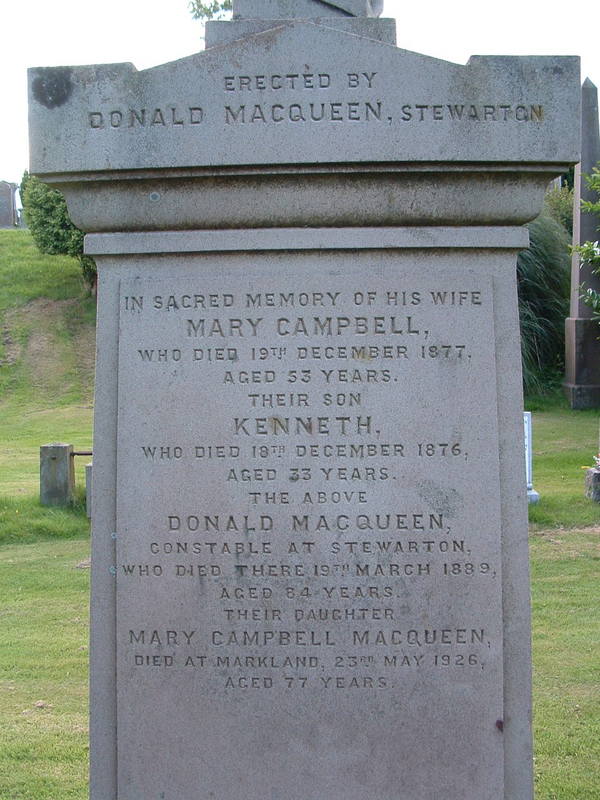 ERECTED BY
DONALD MACQUEEN, STEWARTON
IN SACRED MEMORY OF HIS WIFE
MARY CAMPBELL,
WHO DIED 19TH DECEMBER 1877,
AGED 53 YEARS.
THEIR SON
KENNETH,
WHO DIED 18TH DECEMBER 1876,
AGED 33 YEARS.
THE ABOVE
DONALD MACQUEEN,
CONSTABLE AT STEWARTON,
WHO DIED THERE 19TH MARCH 1889,
AGED 84 YEARS.
THEIR DAUGHTER
MARY CAMPBELL MACQUEEN,
DIED AT MARKLAND, 23RD MAY 1926,
AGED 77 YEARS.